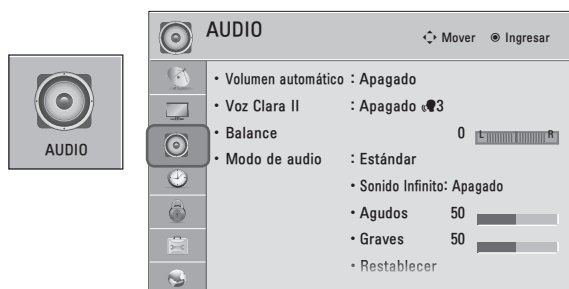 AUDIO
AUDIO
Mover
Ingresar
• Volumen automático : Apagado
• Voz Clara II : Apagado 3
• Balance 0 L R
• Modo de audio : Estándar
• Sonido Infinito: Apagado
• Agudos 50
• Graves 50
• Restablecer